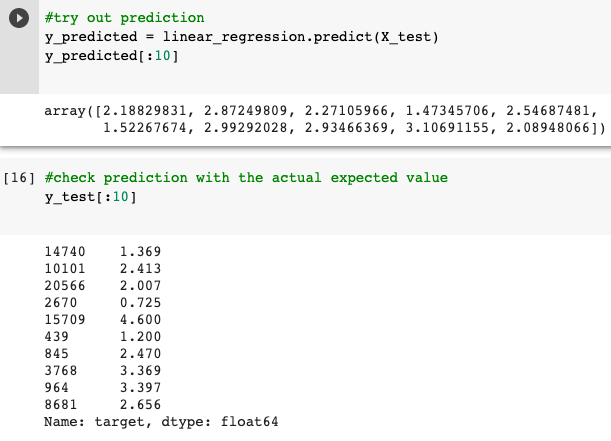 #try out prediction
y_predicted = linear_regression.predict(X_test)
y_predicted[:10]
array([2.18829831, 2.87249809, 2.27105966, 1.47345706, 2.54687481,
1.52267674, 2.99292028, 2.93466369, 3.10691155, 2.08948066])
[16] #check prediction with the actual expected value
y_test[:10]
14740 1.369
10101 2.413
20566 2.007
2670 0.725
15709 4.600
439 1.200
845 2.470
3768 3.369
964 3.397
8681 2.656
Name: target, dtype: float64